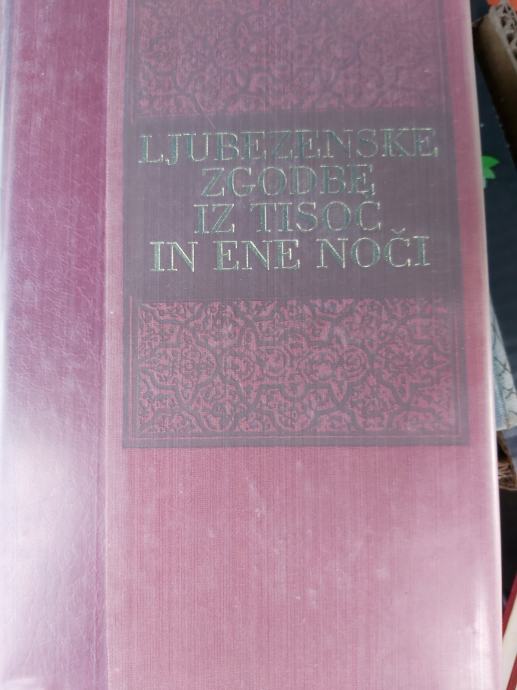 LJUBEZENSKE
ZGODBE
IZ TISOČ
IN ENE NOČI